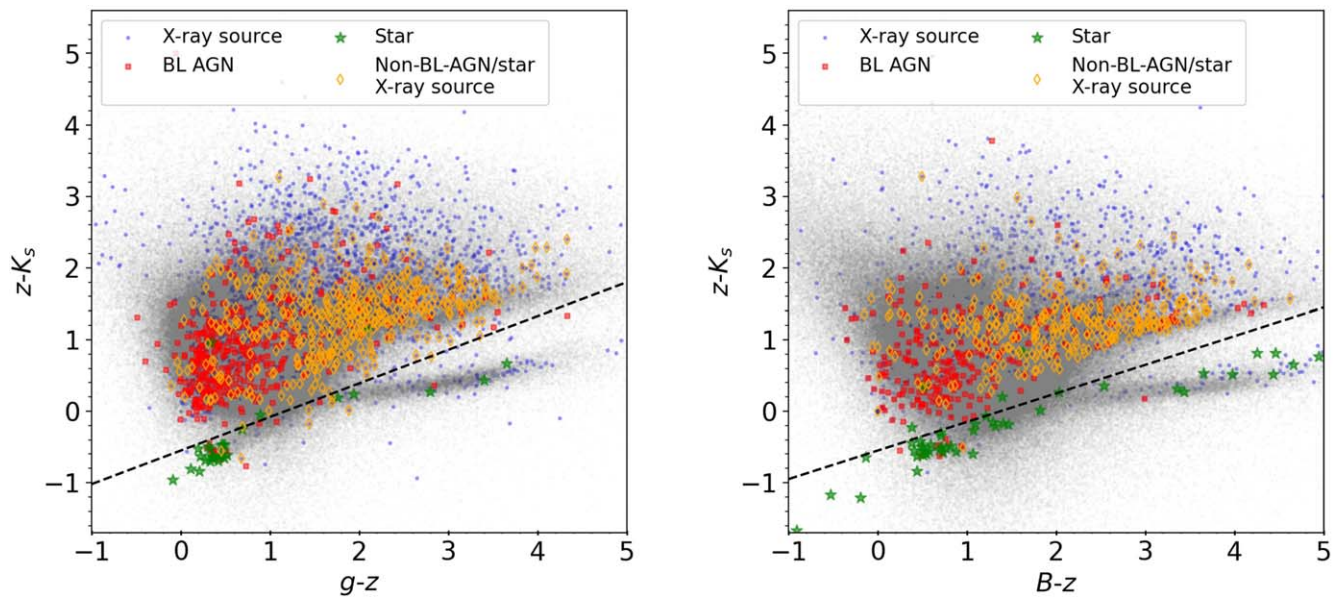 X-ray source
BL AGN
Star
Non-BL-AGN/star
X-ray source
5
4
3
2
1
0
−1
z-Ks
−1 0 1 2 3 4 5
g-z
X-ray source
BL AGN
Star
Non-BL-AGN/star
X-ray source
5
4
3
2
1
0
−1
z-Ks
−1 0 1 2 3 4 5
B-z